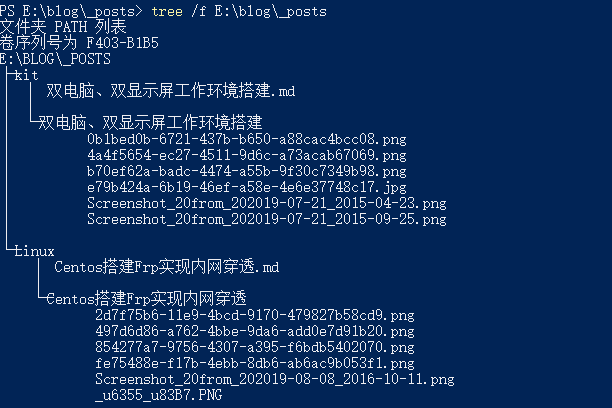 PS E:\blog\_posts> tree /f E:\blog\_posts
文件夹 PATH 列表
卷序列号为 F403-B1B5
E:\BLOG\_POSTS
├─kit
│  │  双电脑、双显示屏工作环境搭建.md
│  │
│  └─双电脑、双显示屏工作环境搭建
│          0b1bed0b-6721-437b-b650-a88cac4bcc08.png
│          4a4f5654-ec27-4511-9d6c-a73acab67069.png
│          b70ef62a-badc-4474-a55b-9f30c7349b98.png
│          e79b424a-6b19-46ef-a58e-4e6e37748c17.jpg
│          Screenshot_20from_202019-07-21_2015-04-23.png
│          Screenshot_20from_202019-07-21_2015-09-25.png
│
└─Linux
    │  Centos搭建Frp实现内网穿透.md
    │
    └─Centos搭建Frp实现内网穿透
            2d7f75b6-11e9-4bcd-9170-479827b58cd9.png
            497d6d86-a762-4bbe-9da6-add0e7d91b20.png
            854277a7-9756-4307-a395-f6bdb5402070.png
            fe75488e-f17b-4ebb-8db6-ab6ac9b053f1.png
            Screenshot_20from_202019-08-08_2016-10-11.png
            _u6355_u83B7.PNG